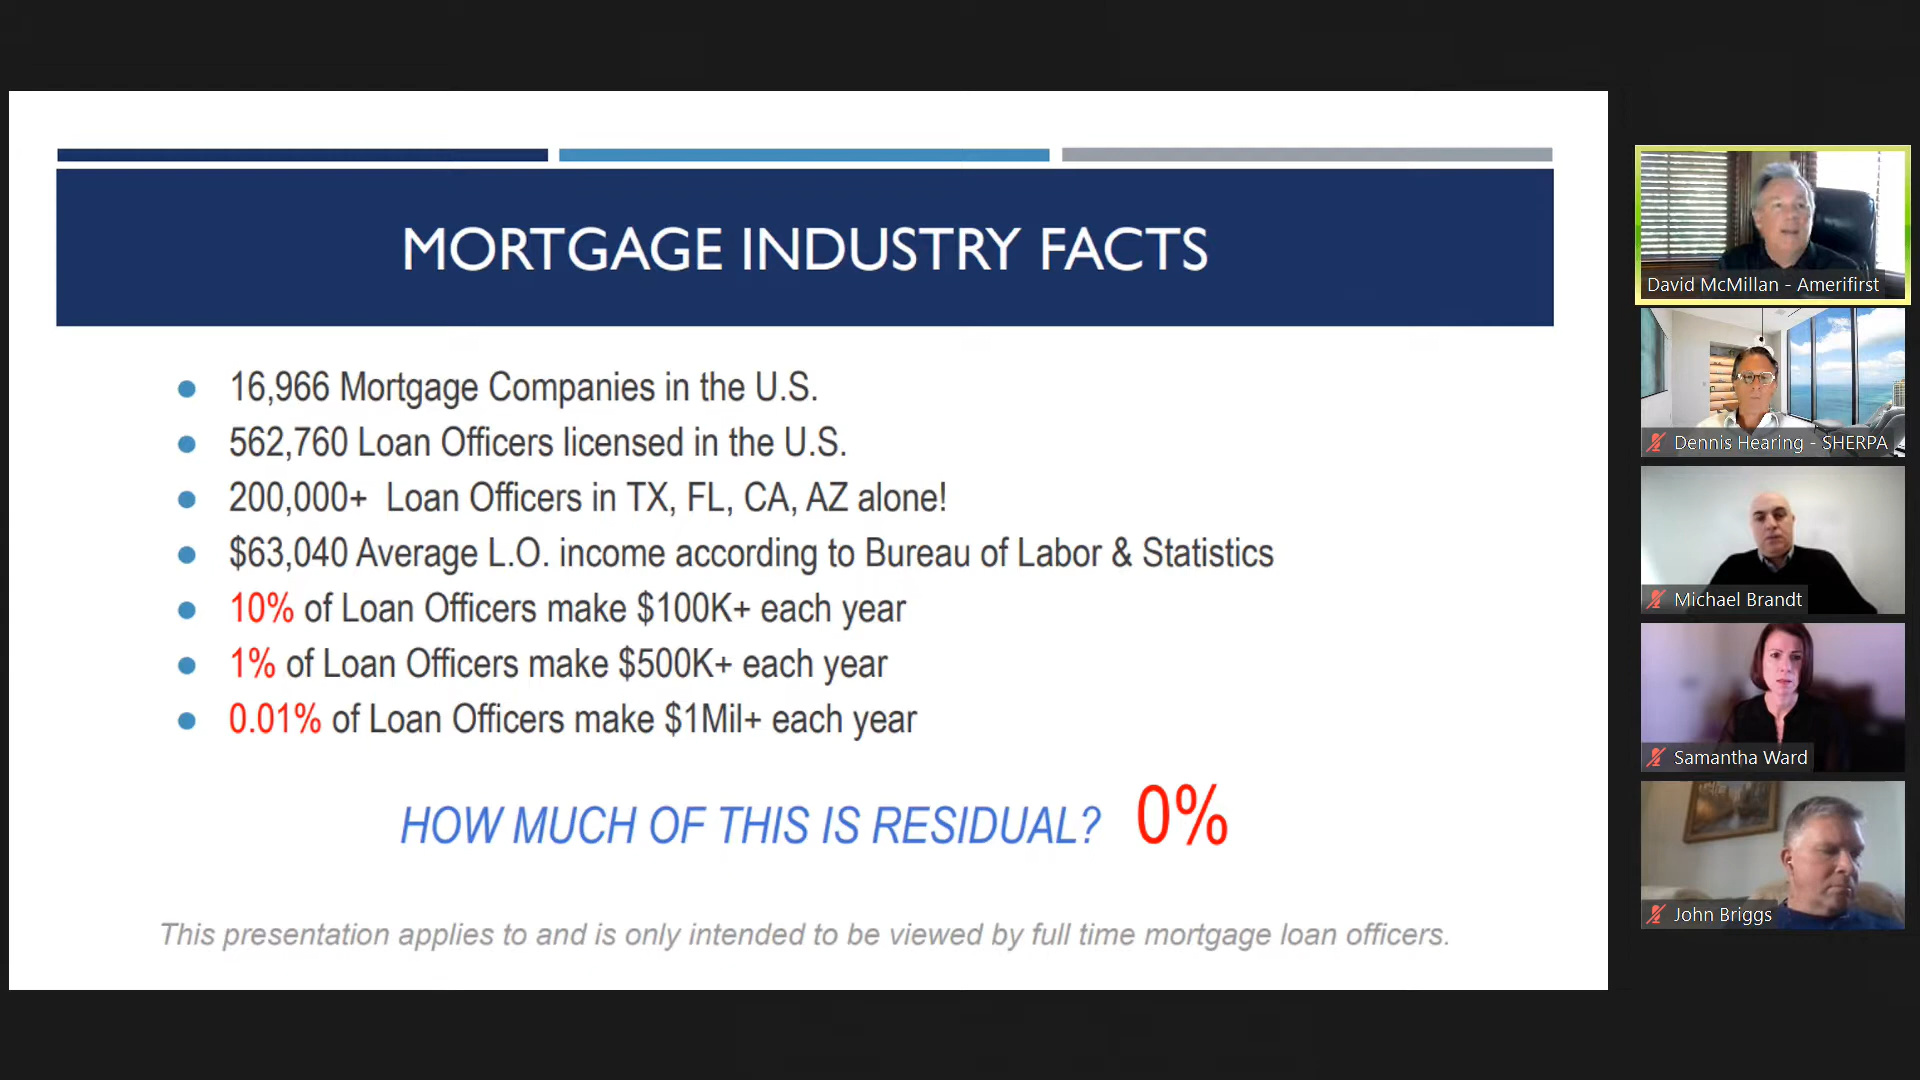 MORTGAGE INDUSTRY FACTS
16,966 Mortgage Companies in the U.S.
562,760 Loan Officers licensed in the U.S.
200,000+ Loan Officers in TX, FL, CA, AZ alone!
$63,040 Average L.O. income according to Bureau of Labor & Statistics
10% of Loan Officers make $100K+ each year
1% of Loan Officers make $500K+ each year
0.01% of Loan Officers make $1Mil+ each year
HOW MUCH OF THIS IS RESIDUAL? 0%
This presentation applies to and is only intended to be viewed by full time mortgage loan officers.
David McMillan - Amerifirst
Dennis Hearing - SHERPA
Michael Brandt
Samantha Ward
John Briggs